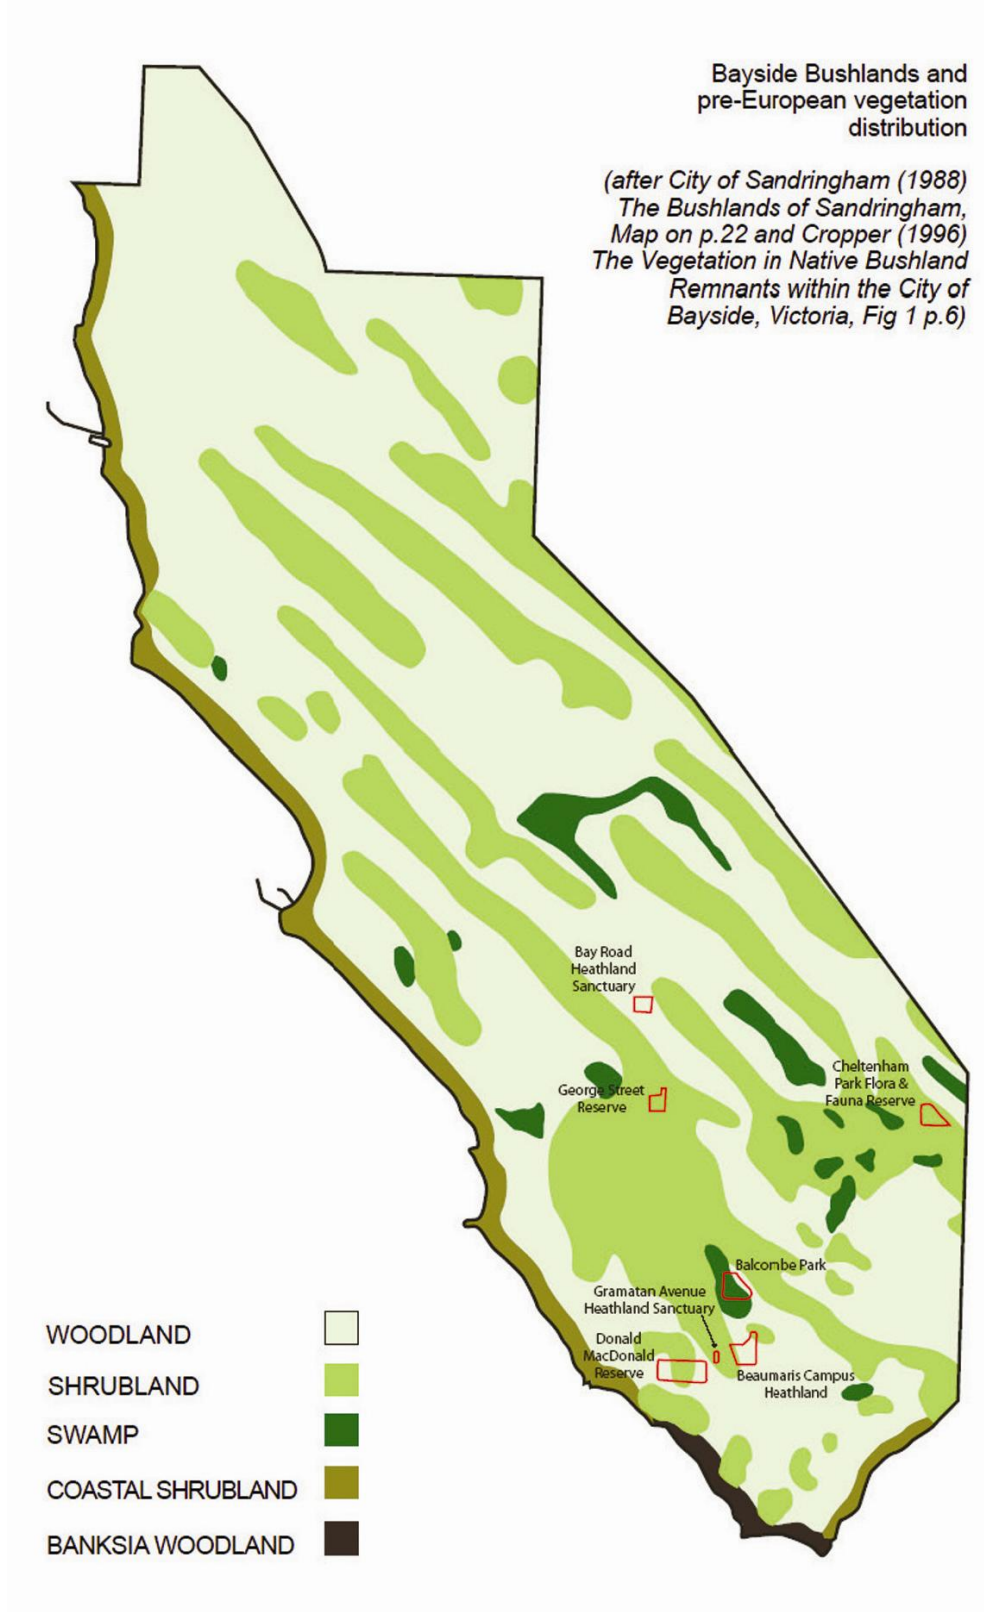 Bayside Bushlands and
pre-European vegetation
distribution
(after City of Sandringham (1988)
The Bushlands of Sandringham,
Map on p.22 and Cropper (1996)
The Vegetation in Native Bushland
Remnants within the City of
Bayside, Victoria, Fig 1 p.6)
Bay Road
Heathland
Sanctuary
Cheltenham
Park Flora &
Fauna Reserve
George Street
Reserve
Balcombe Park
Gramatan Avenue
Heathland Sanctuary
Donald
MacDonald
Reserve
Beaumaris Campus
Heathland
WOODLAND
SHRUBLAND
SWAMP
COASTAL SHRUBLAND
BANKSIA WOODLAND